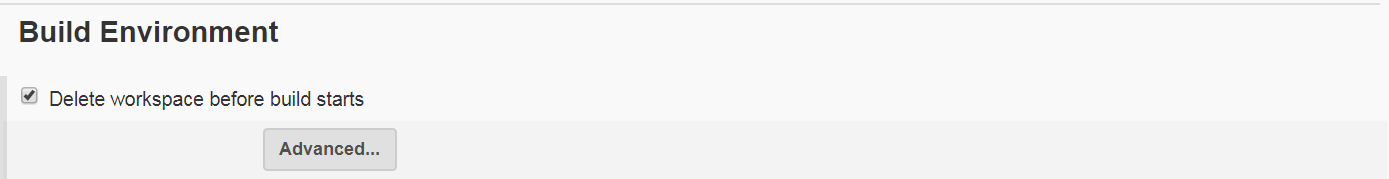 Build Environment
Delete workspace before build starts
Advanced...